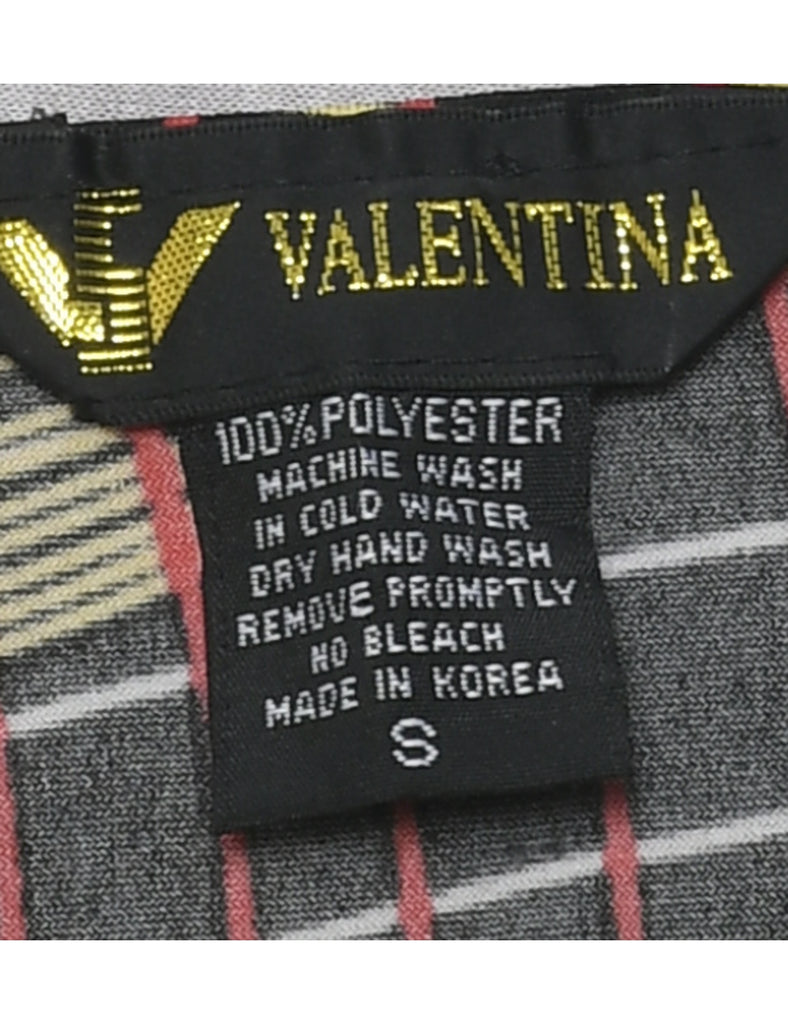 VALENTINA
100% POLYESTER
MACHINE WASH
IN COLD WATER
DRY HAND WASH
REMOVE PROMPTLY
NO BLEACH
MADE IN KOREA
S